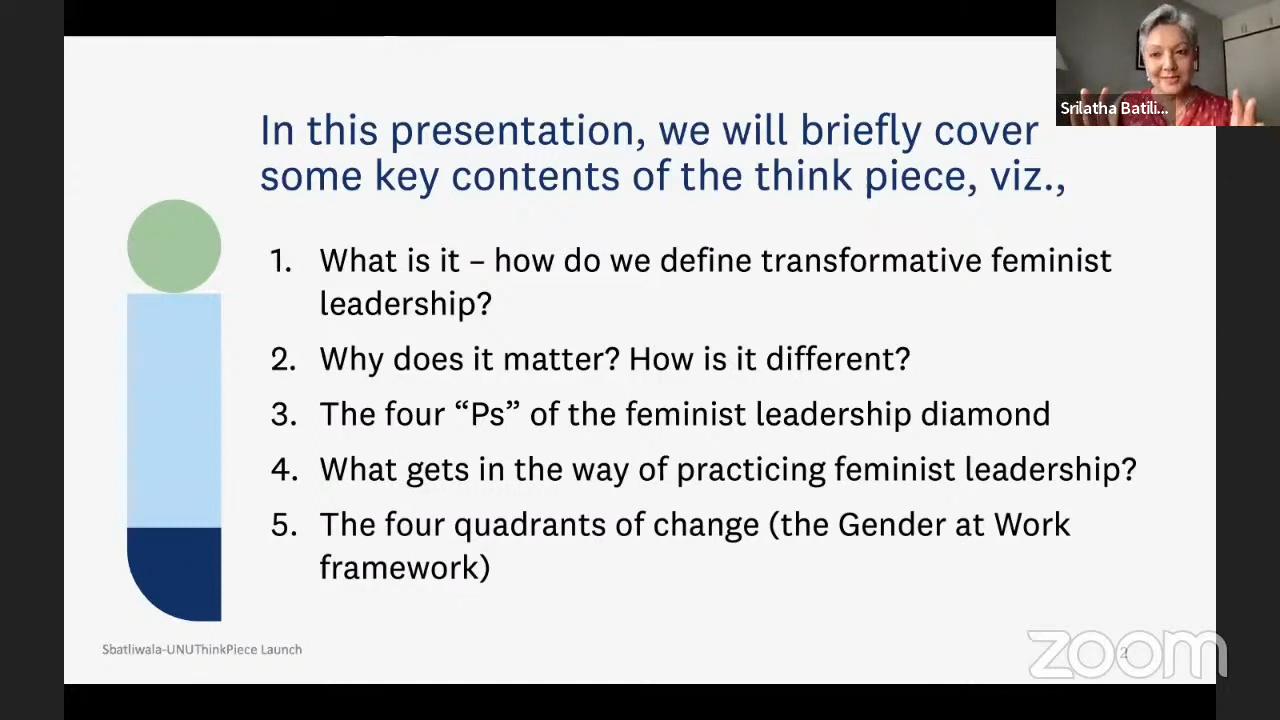 In this presentation, we will briefly cover
some key contents of the think piece, viz.,
1. What is it – how do we define transformative feminist
leadership?
2. Why does it matter? How is it different?
3. The four “Ps” of the feminist leadership diamond
4. What gets in the way of practicing feminist leadership?
5. The four quadrants of change (the Gender at Work
framework)
Srilatha Batili...
Sbatliwala-UNUThinkPiece Launch
2
zoom